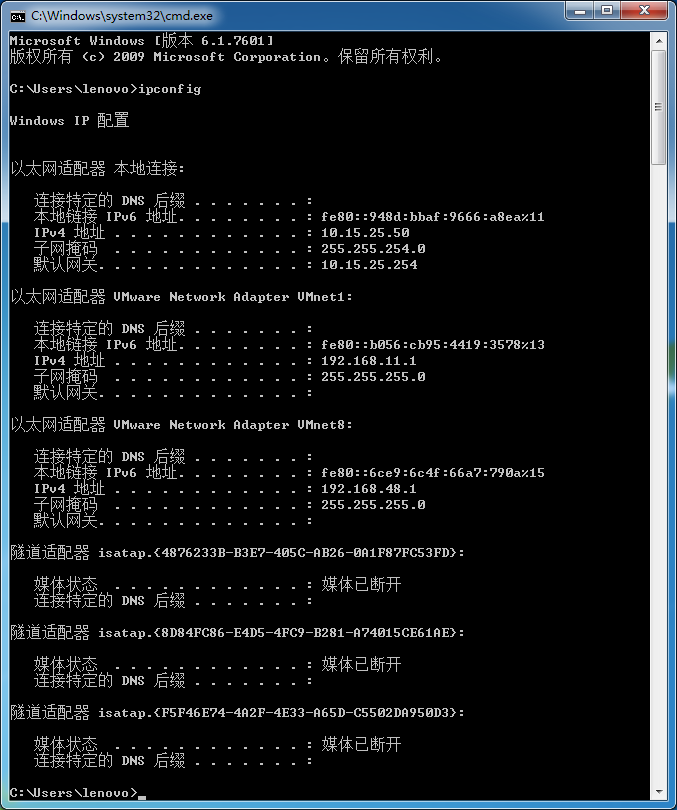 C:\Windows\system32\cmd.exe
Microsoft Windows [版本 6.1.7601]
版权所有 (c) 2009 Microsoft Corporation。保留所有权利。
C:\Users\lenovo>ipconfig
Windows IP 配置
以太网适配器 本地连接:
连接特定的 DNS 后缀 . . . . . . . :
本地链接 IPv6 地址. . . . . . . . : fe80::948d:bbaf:9666:a8ea%11
IPv4 地址 . . . . . . . . . . . . : 10.15.25.50
子网掩码  . . . . . . . . . . . . : 255.255.254.0
默认网关. . . . . . . . . . . . . : 10.15.25.254
以太网适配器 VMware Network Adapter VMnet1:
连接特定的 DNS 后缀 . . . . . . . :
本地链接 IPv6 地址. . . . . . . . : fe80::b056:cb95:4419:3578%13
IPv4 地址 . . . . . . . . . . . . : 192.168.11.1
子网掩码  . . . . . . . . . . . . : 255.255.255.0
默认网关. . . . . . . . . . . . . :
以太网适配器 VMware Network Adapter VMnet8:
连接特定的 DNS 后缀 . . . . . . . :
本地链接 IPv6 地址. . . . . . . . : fe80::6ce9:6c4f:66a7:790a%15
IPv4 地址 . . . . . . . . . . . . : 192.168.48.1
子网掩码  . . . . . . . . . . . . : 255.255.255.0
默认网关. . . . . . . . . . . . . :
隧道适配器 isatap.{4876233B-B3E7-405C-AB26-0A1F87FC53FD}:
媒体状态  . . . . . . . . . . . . : 媒体已断开
连接特定的 DNS 后缀 . . . . . . . :
隧道适配器 isatap.{8D84FC86-E4D5-4FC9-B281-A74015CE61AE}:
媒体状态  . . . . . . . . . . . . : 媒体已断开
连接特定的 DNS 后缀 . . . . . . . :
隧道适配器 isatap.{F5F46E74-4A2F-4E33-A65D-C5502DA950D3}:
媒体状态  . . . . . . . . . . . . : 媒体已断开
连接特定的 DNS 后缀 . . . . . . . :
C:\Users\lenovo>_